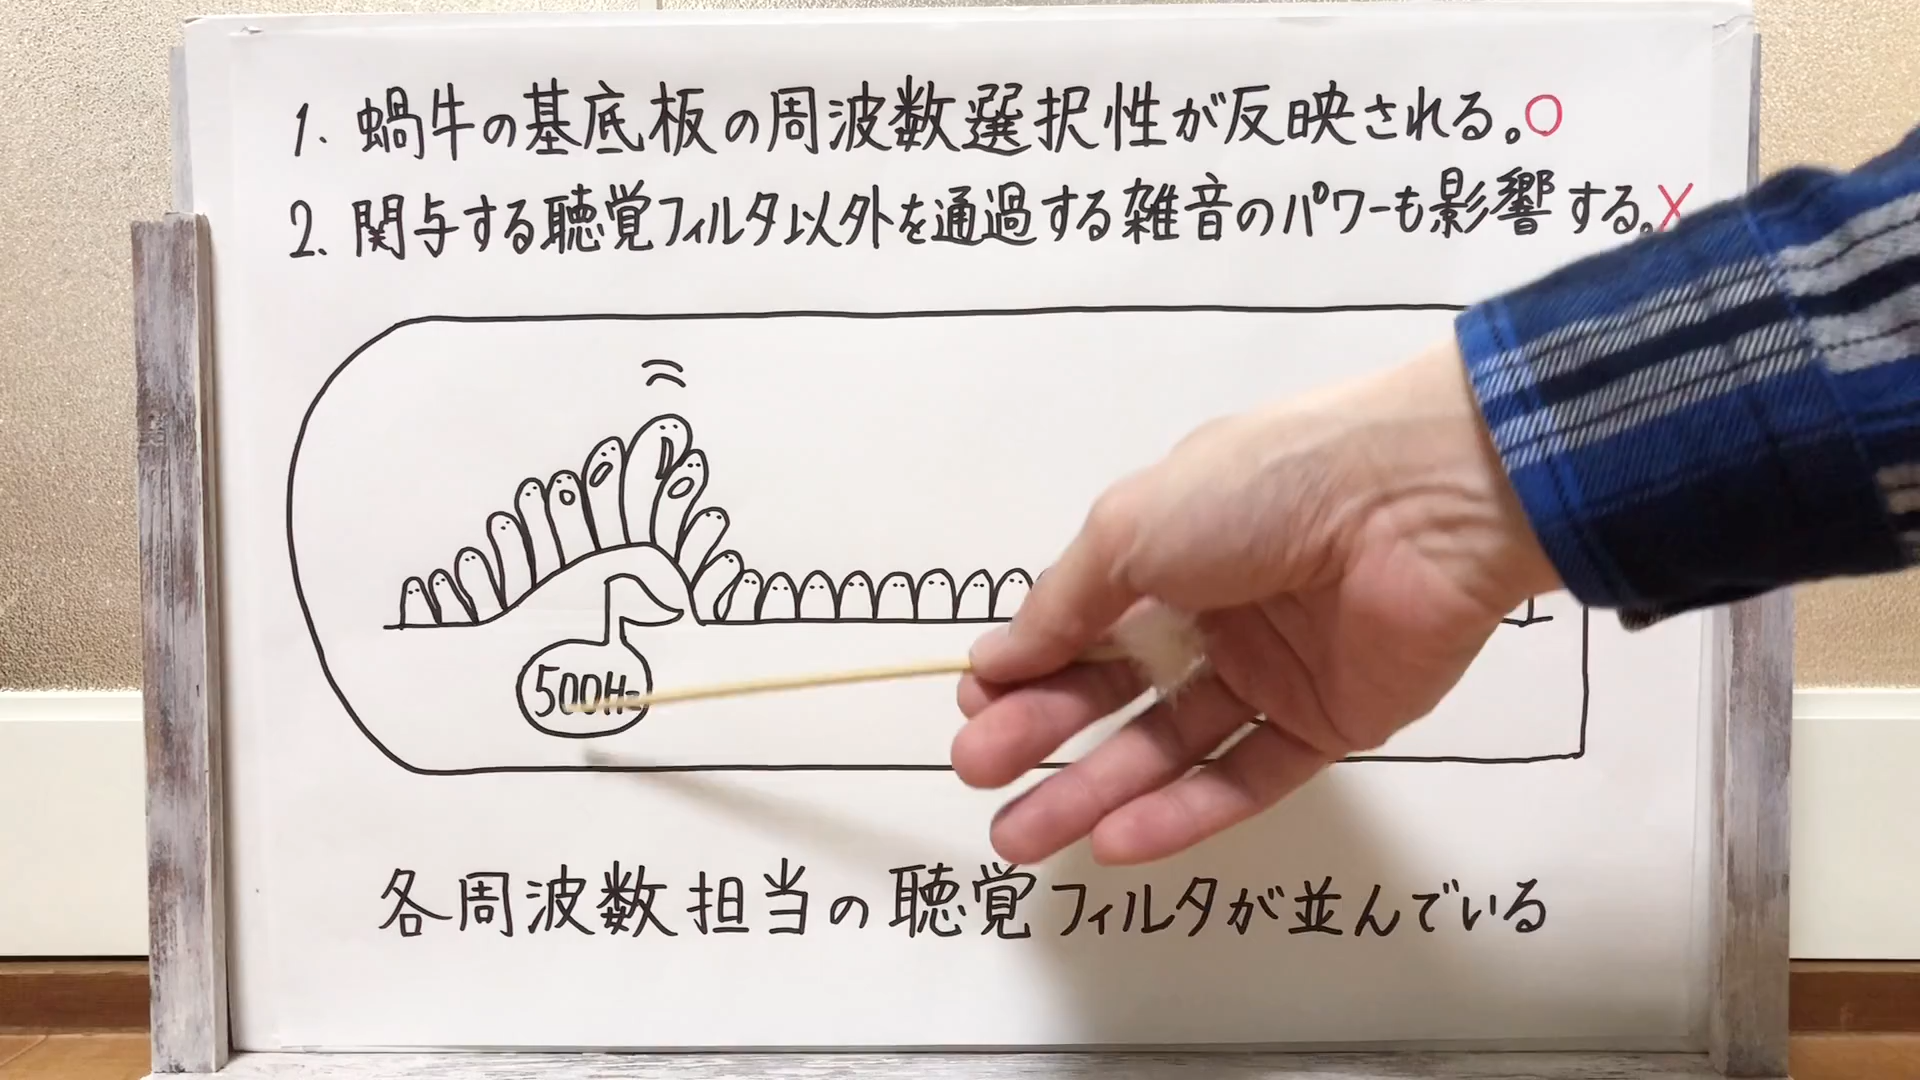 1. 蝸牛の基底板の周波数選択性が反映される。○
2. 関与する聴覚フィルタ以外を通過する雑音のパワーも影響する。×
500Hz
各周波数担当の聴覚フィルタが並んでいる